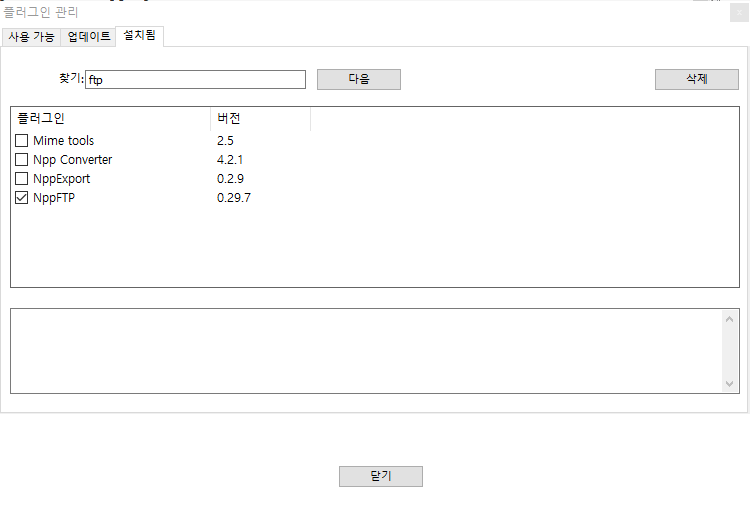 플러그인 관리
사용 가능 업데이트 설치됨
찾기: ftp 다음 삭제
플러그인 버전
Mime tools 2.5
Npp Converter 4.2.1
NppExport 0.2.9
NppFTP 0.29.7
닫기